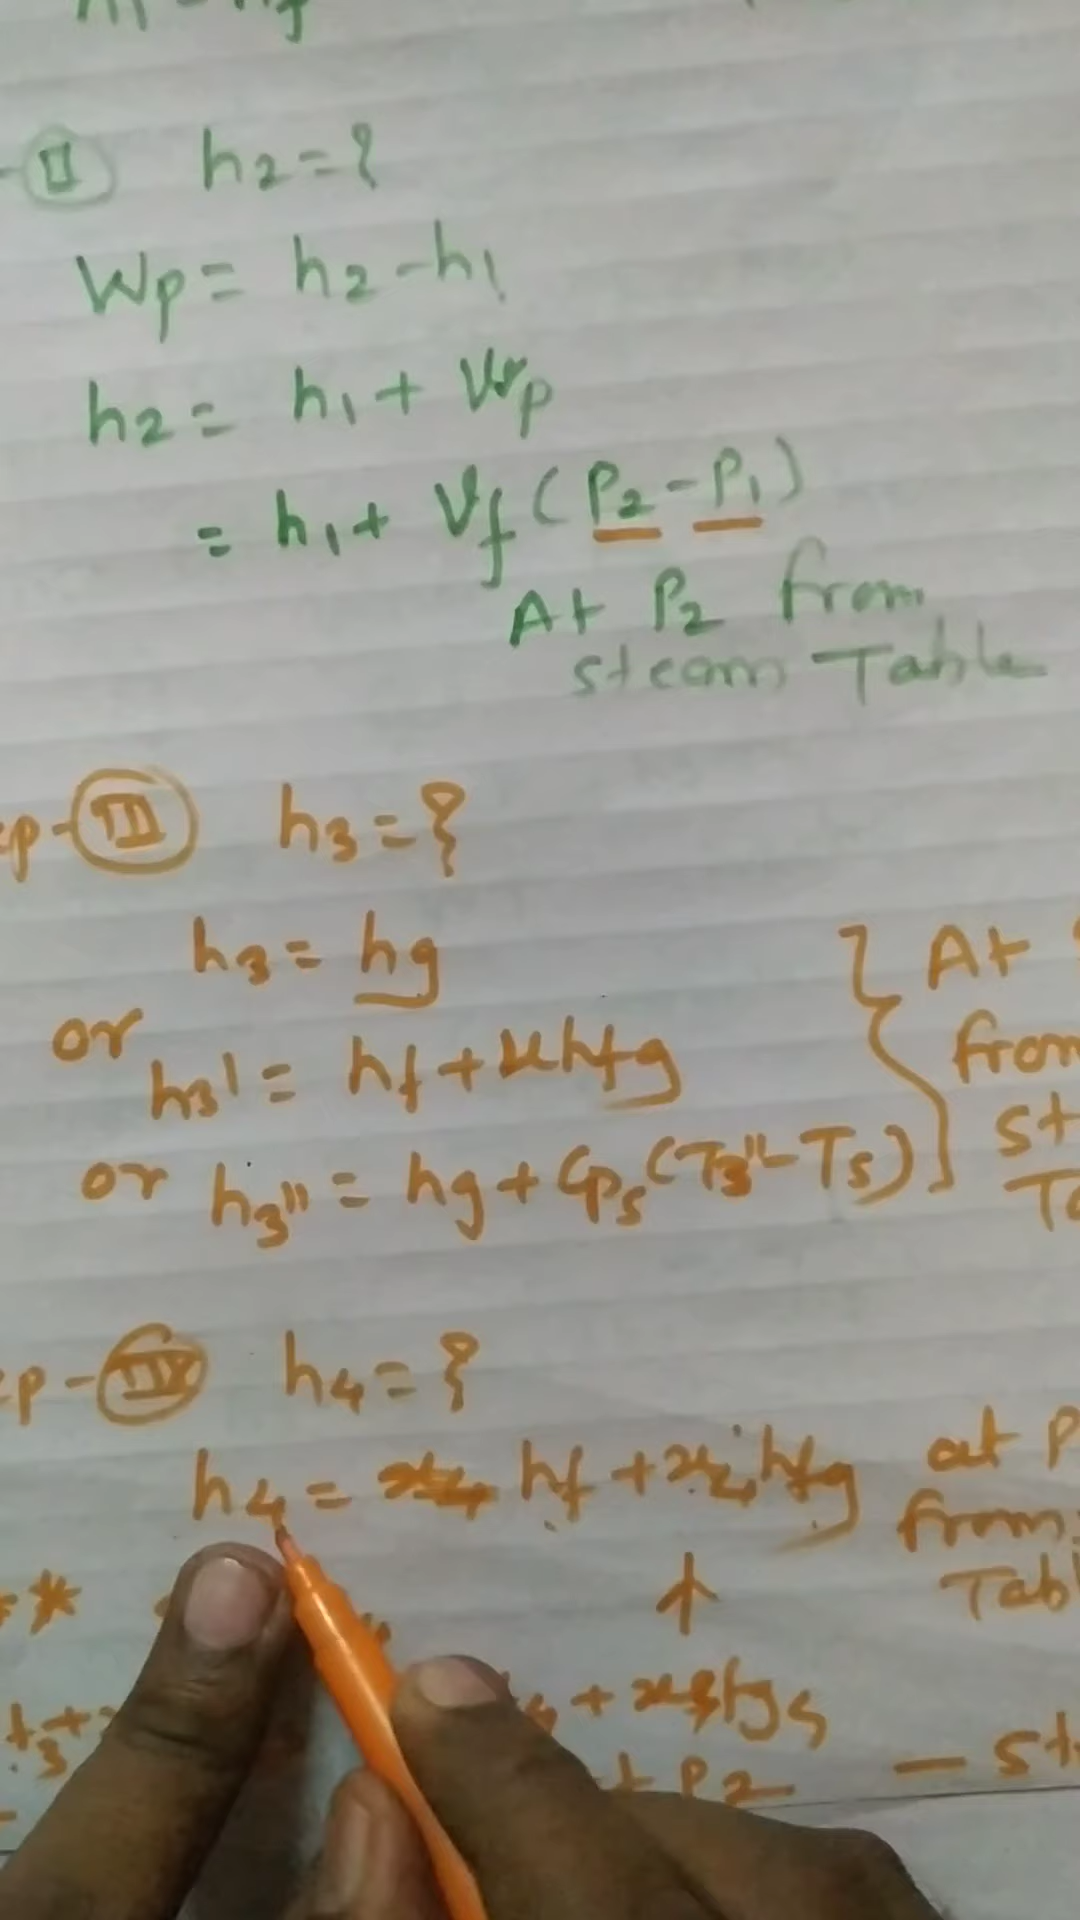 II h2 = ?
Wp = h2 - h1
h2 = h1 + Wp
= h1 + Vf (P2 - P1)
At P2 from
steam Table
III h3 = ?
h3 = hg
or
h3' = hf + xhfg
or h3'' = hg + Cps (T3'' - Ts)
} At
from
h4 = ?
h4 = hf + x4 hfg at P
from
P2